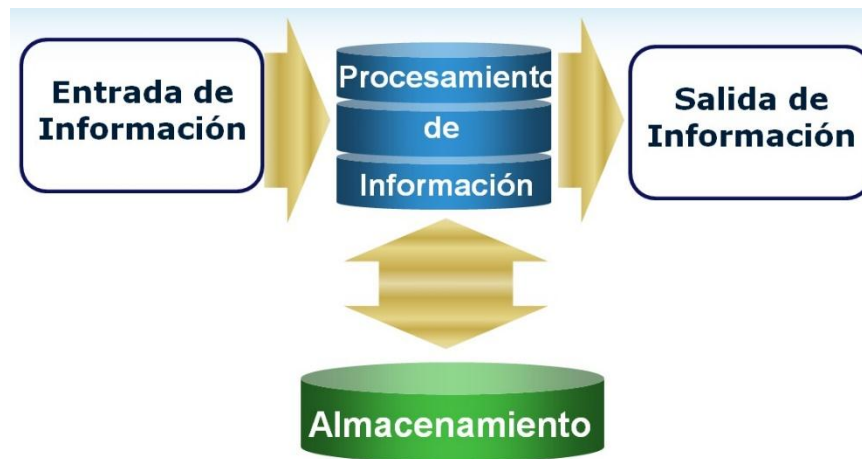 Entrada de
Información
Procesamiento
de
Información
Salida de
Información
Almacenamiento